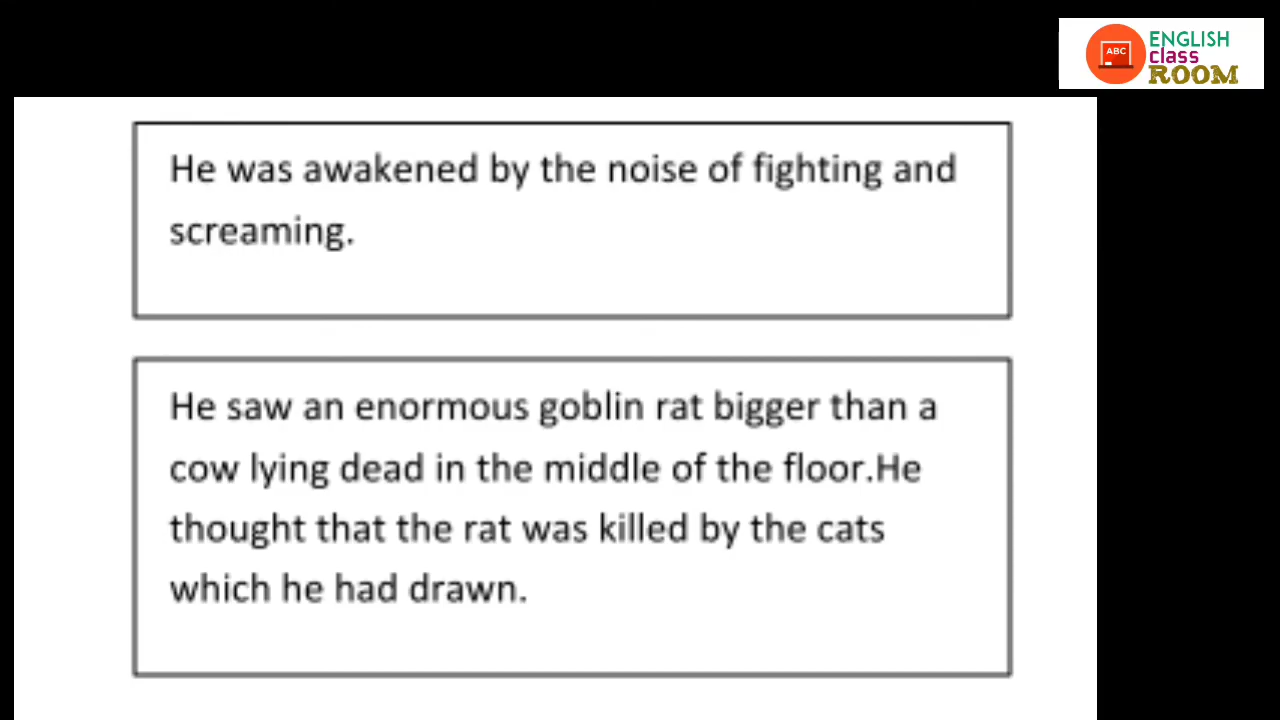 ABC
ENGLISH
class
ROOM
He was awakened by the noise of fighting and
screaming.
He saw an enormous goblin rat bigger than a
cow lying dead in the middle of the floor.He
thought that the rat was killed by the cats
which he had drawn.